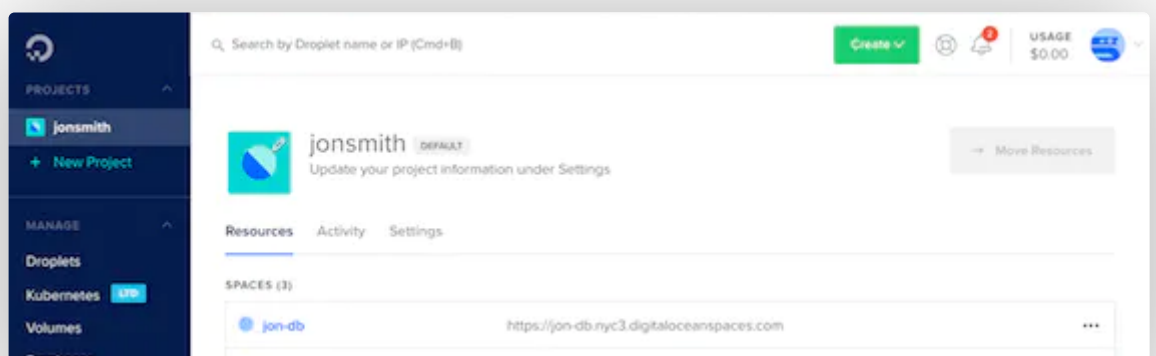 Search by Droplet name or IP (Cmd+B)
Create
2
USAGE
$0.00
PROJECTS
jonsmith
+ New Project
MANAGE
Droplets
Kubernetes LTD
Volumes
jonsmith DEFAULT
Update your project information under Settings
→ Move Resources
Resources Activity Settings
SPACES (3)
jon-db https://jon-db.nyc3.digitaloceanspaces.com ...